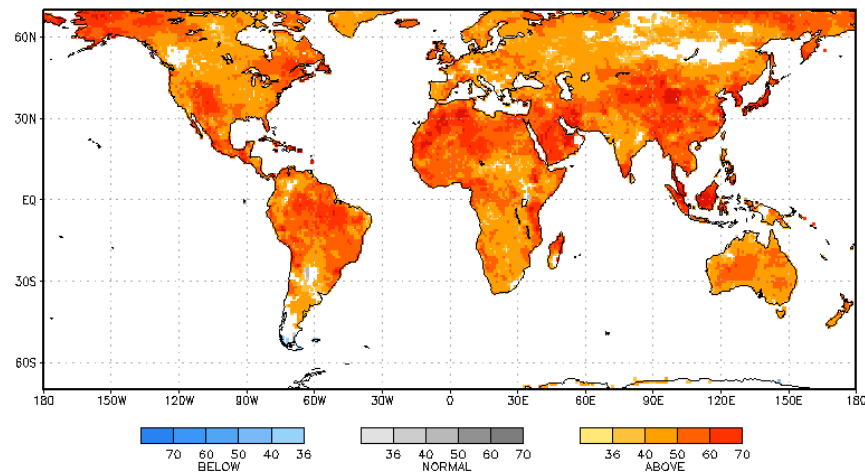 60N
30N
EQ
30S
60S
180 150W 120W 90W 60W 30W 0 30E 60E 90E 120E 150E 180
70 60 50 40 36 36 40 50 60 70 36 40 50 60 70
BELOW NORMAL ABOVE